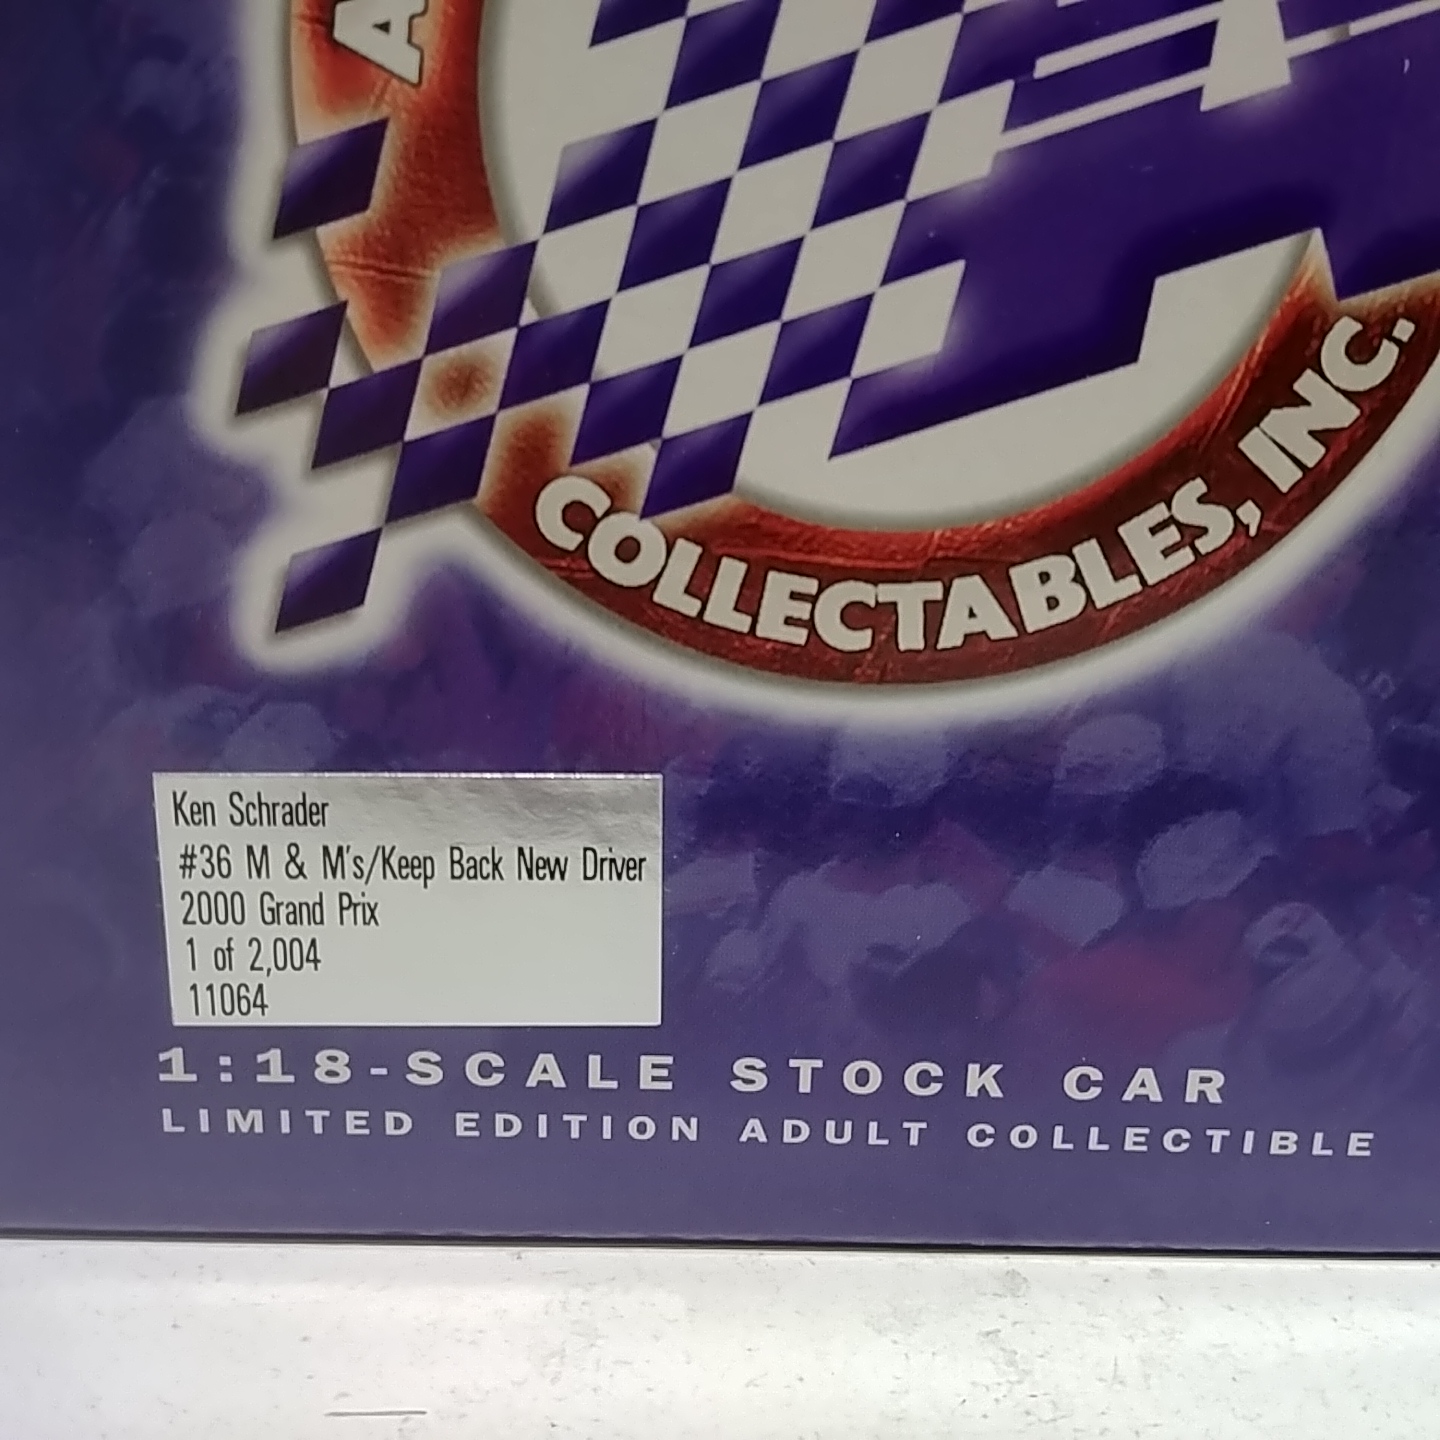 COLLECTABLES, INC.
Ken Schrader
#36 M & M's/Keep Back New Driver
2000 Grand Prix
1 of 2,004
11064
1:18-SCALE STOCK CAR
LIMITED EDITION ADULT COLLECTIBLE